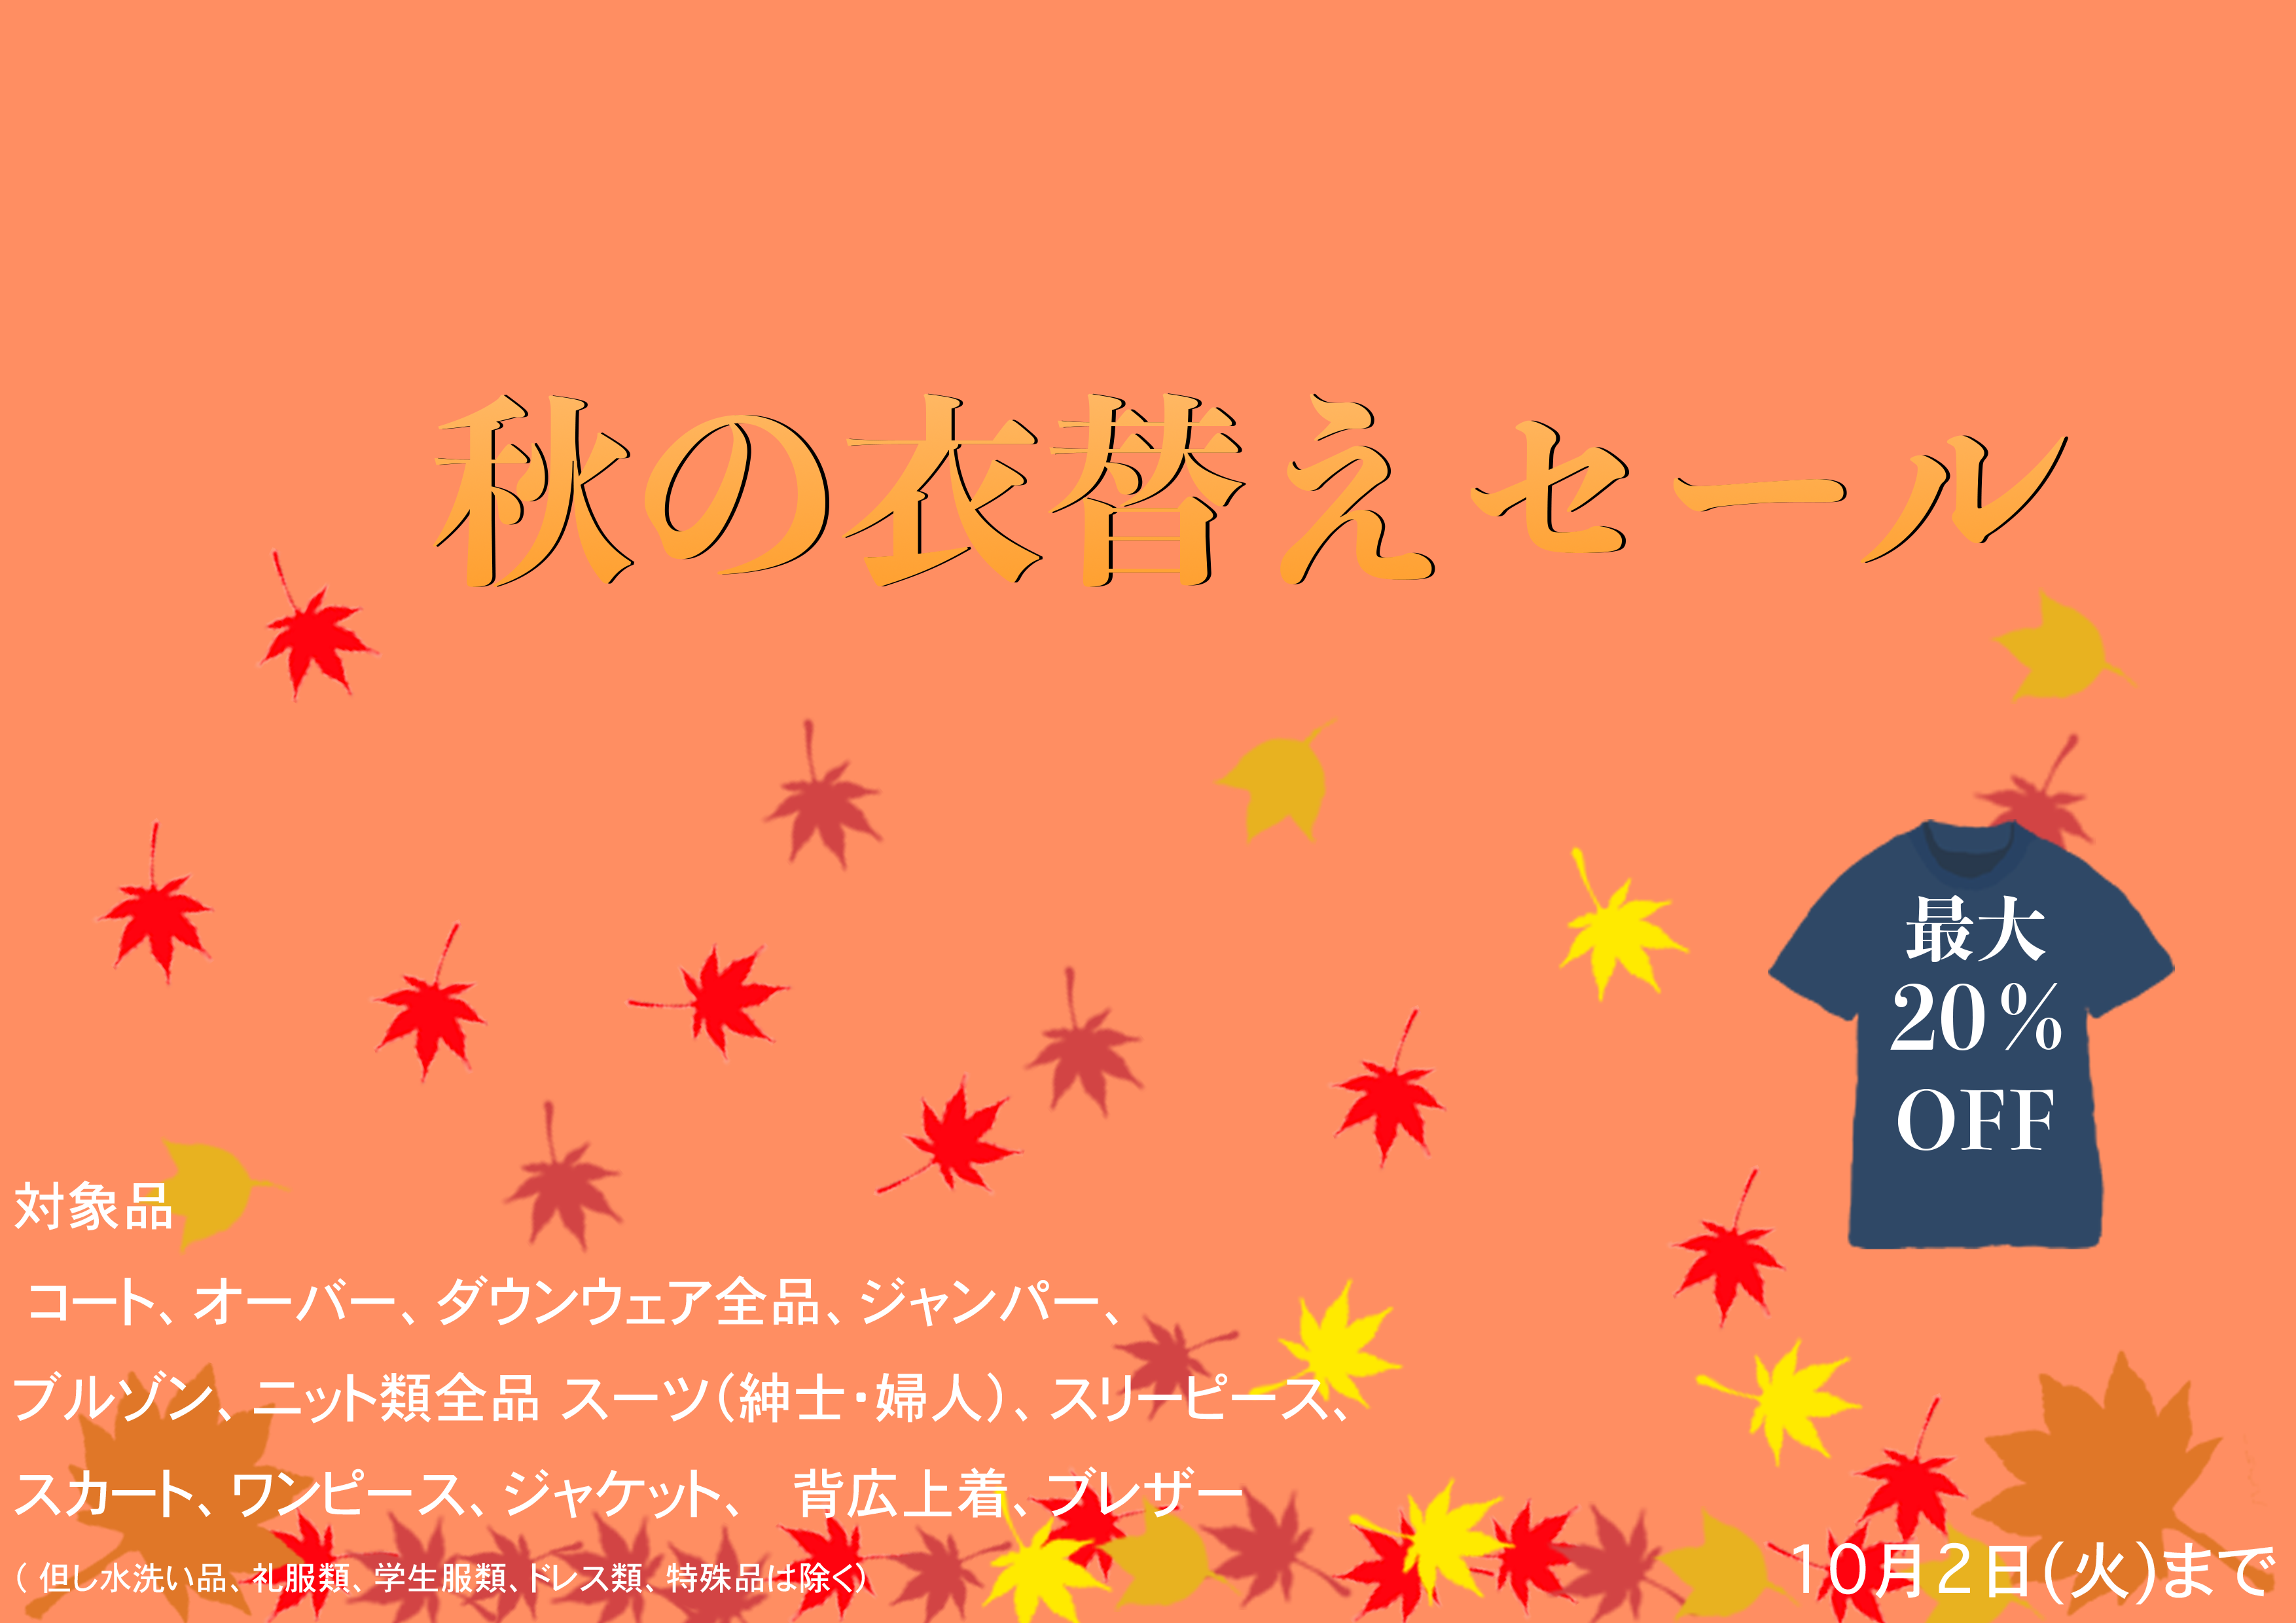 秋の衣替えセール
最大
20%
OFF
対象品
コート、オーバー、ダウンウェア全品、ジャンパー、
ブルゾン、ニット類全品 スーツ(紳士・婦人)、スリーピース、
スカート、ワンピース、ジャケット、 背広上着、ブレザー
( 但し水洗い品、礼服類、学生服類、ドレス類、特殊品は除く)
10月2日(火)まで